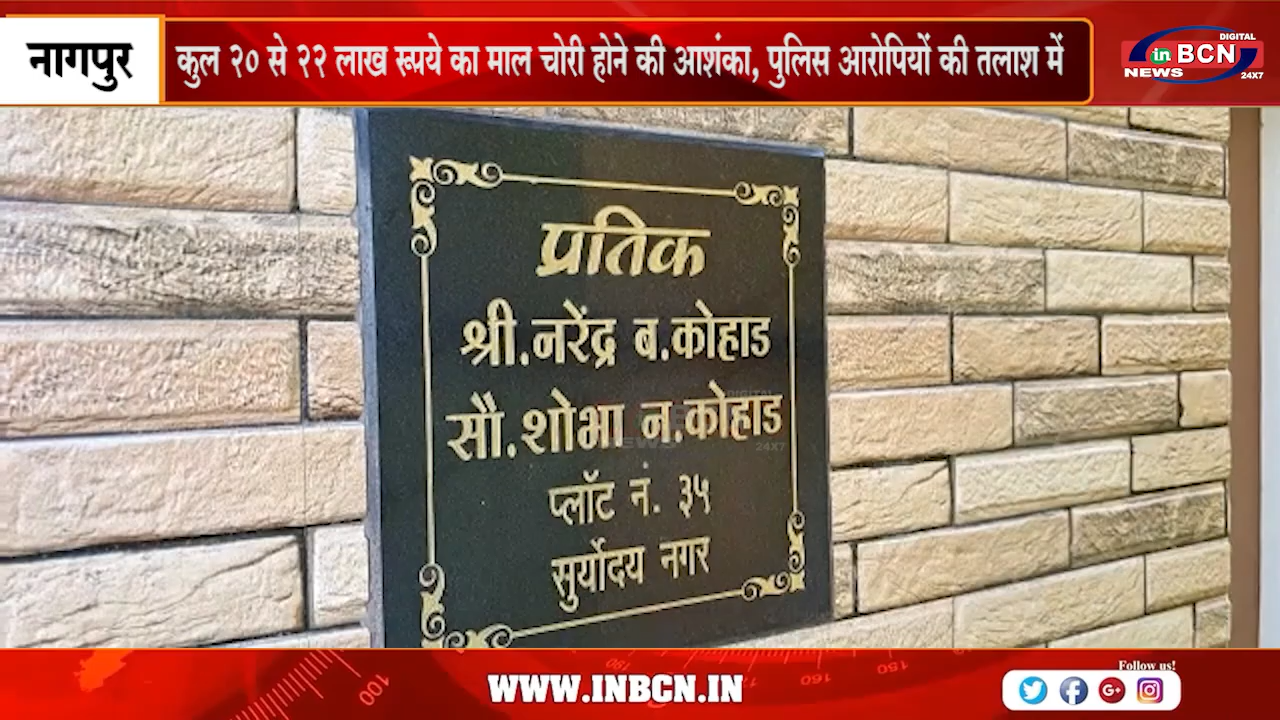 नागपुर
कुल २० से २२ लाख रूपये का माल चोरी होने की आशंका, पुलिस आरोपियों की तलाश में
DIGITAL
in BCN
NEWS 24X7
प्रतिक
श्री.नरेंद्र ब.कोहाड
सौ.शोभा न.कोहाड
प्लॉट नं. ३५
सुर्योदय नगर
WWW.INBCN.IN
Follow us!